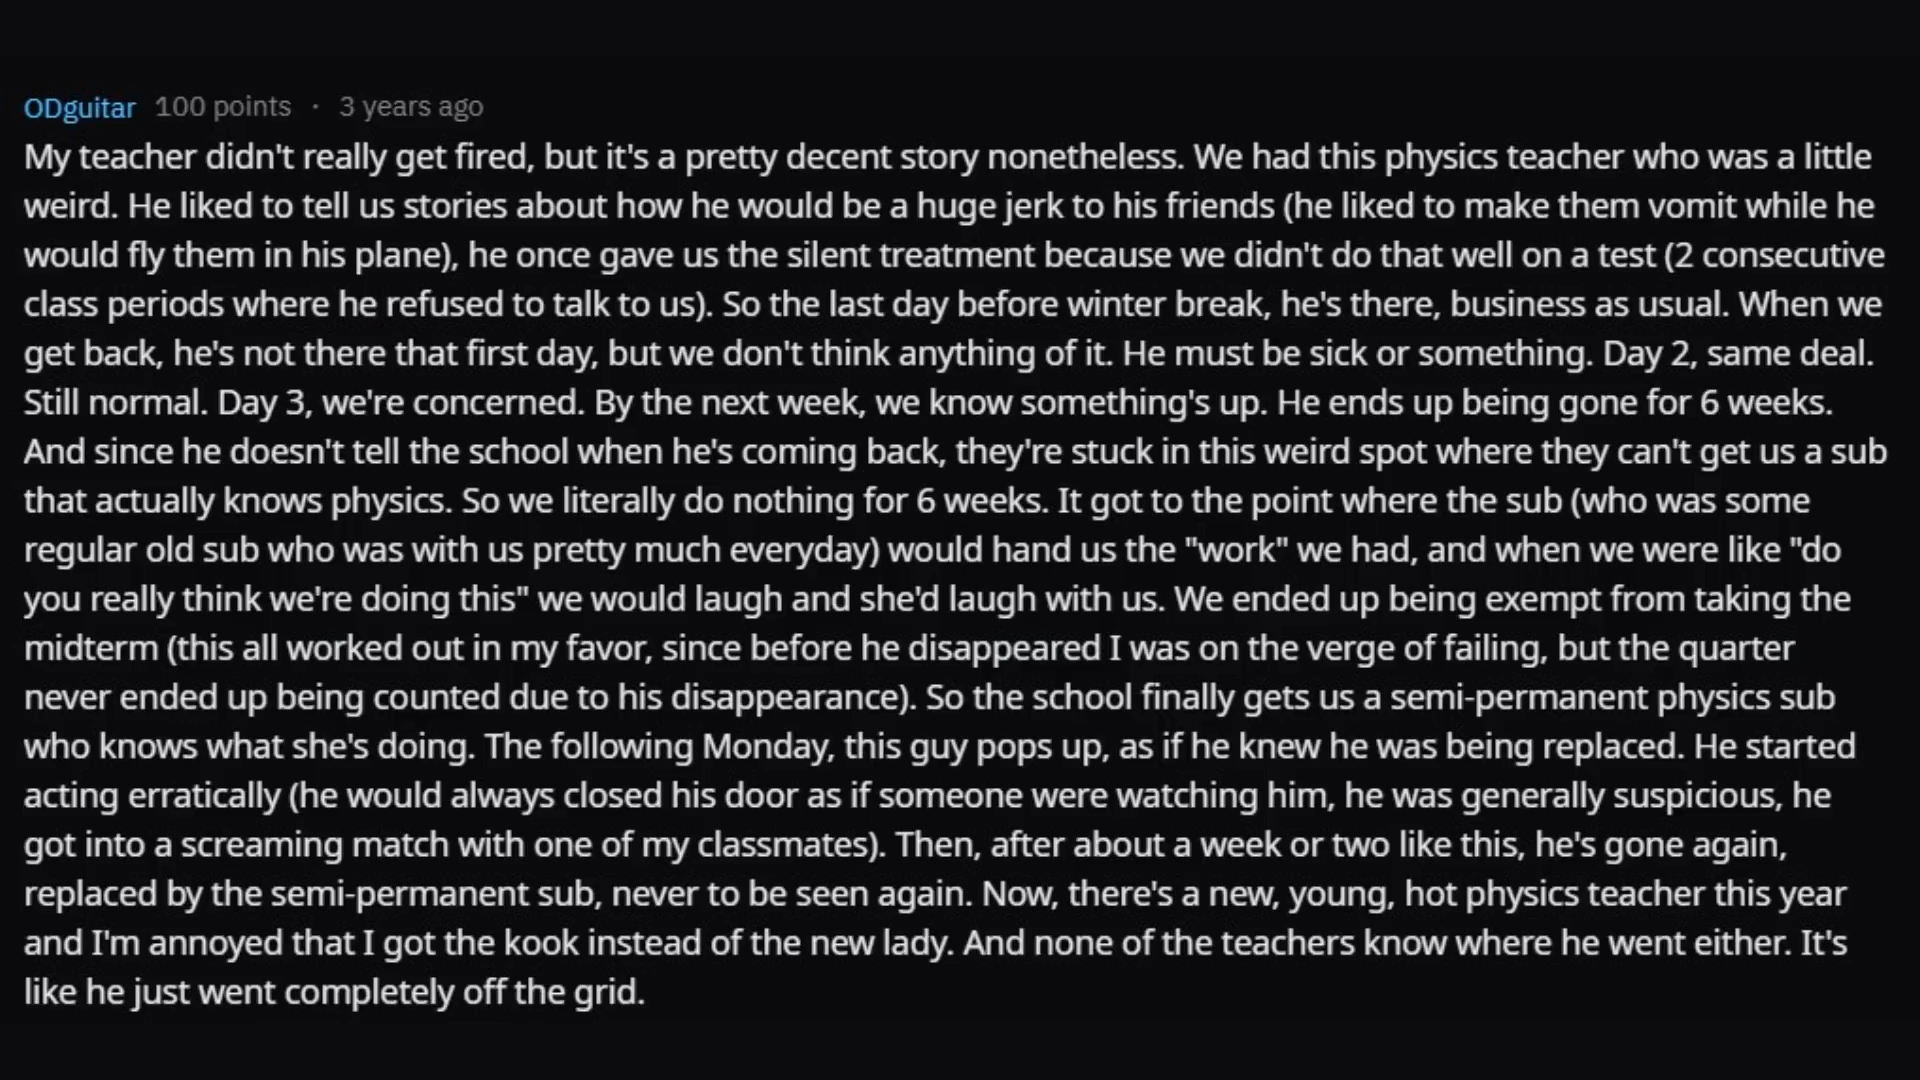 ODguitar 100 points · 3 years ago
My teacher didn't really get fired, but it's a pretty decent story nonetheless. We had this physics teacher who was a little
weird. He liked to tell us stories about how he would be a huge jerk to his friends (he liked to make them vomit while he
would fly them in his plane), he once gave us the silent treatment because we didn't do that well on a test (2 consecutive
class periods where he refused to talk to us). So the last day before winter break, he's there, business as usual. When we
get back, he's not there that first day, but we don't think anything of it. He must be sick or something. Day 2, same deal.
Still normal. Day 3, we're concerned. By the next week, we know something's up. He ends up being gone for 6 weeks.
And since he doesn't tell the school when he's coming back, they're stuck in this weird spot where they can't get us a sub
that actually knows physics. So we literally do nothing for 6 weeks. It got to the point where the sub (who was some
regular old sub who was with us pretty much everyday) would hand us the "work" we had, and when we were like "do
you really think we're doing this" we would laugh and she'd laugh with us. We ended up being exempt from taking the
midterm (this all worked out in my favor, since before he disappeared I was on the verge of failing, but the quarter
never ended up being counted due to his disappearance). So the school finally gets us a semi-permanent physics sub
who knows what she's doing. The following Monday, this guy pops up, as if he knew he was being replaced. He started
acting erratically (he would always closed his door as if someone were watching him, he was generally suspicious, he
got into a screaming match with one of my classmates). Then, after about a week or two like this, he's gone again,
replaced by the semi-permanent sub, never to be seen again. Now, there's a new, young, hot physics teacher this year
and I'm annoyed that I got the kook instead of the new lady. And none of the teachers know where he went either. It's
like he just went completely off the grid.